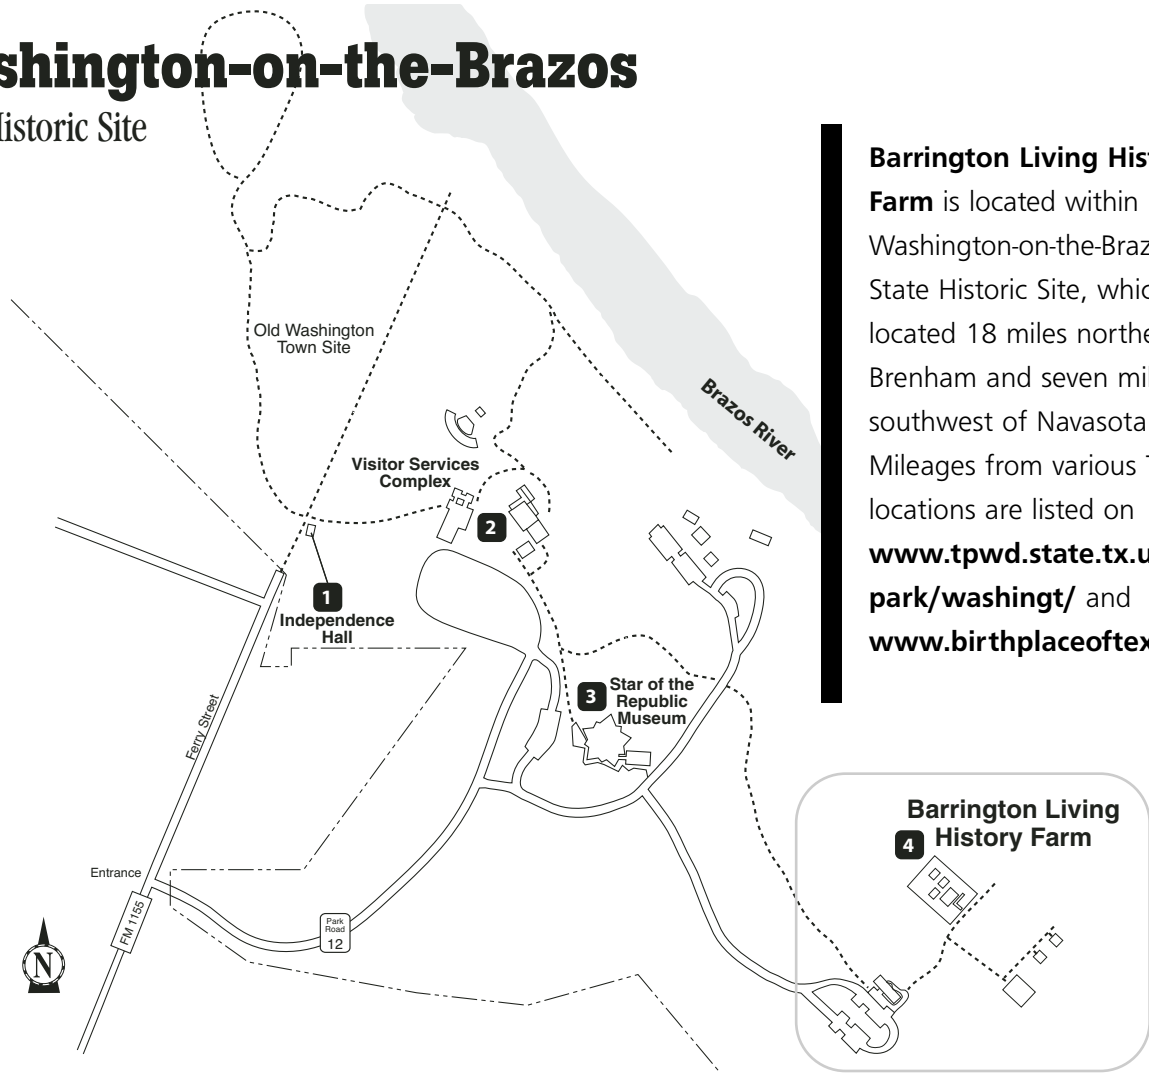 shington-on-the-Brazos
Historic Site
Barrington Living His
Farm is located within
Washington-on-the-Braz
State Historic Site, whic
located 18 miles northe
Brenham and seven mil
southwest of Navasota
Mileages from various T
locations are listed on
www.tpwd.state.tx.u
park/washingt/ and
www.birthplaceoftex
Old Washington
Town Site
Brazos River
Visitor Services
Complex
2
1
Independence
Hall
3
Star of the
Republic
Museum
Ferry Street
Barrington Living
4 History Farm
Entrance
FM 1155
Park
Road
12
N